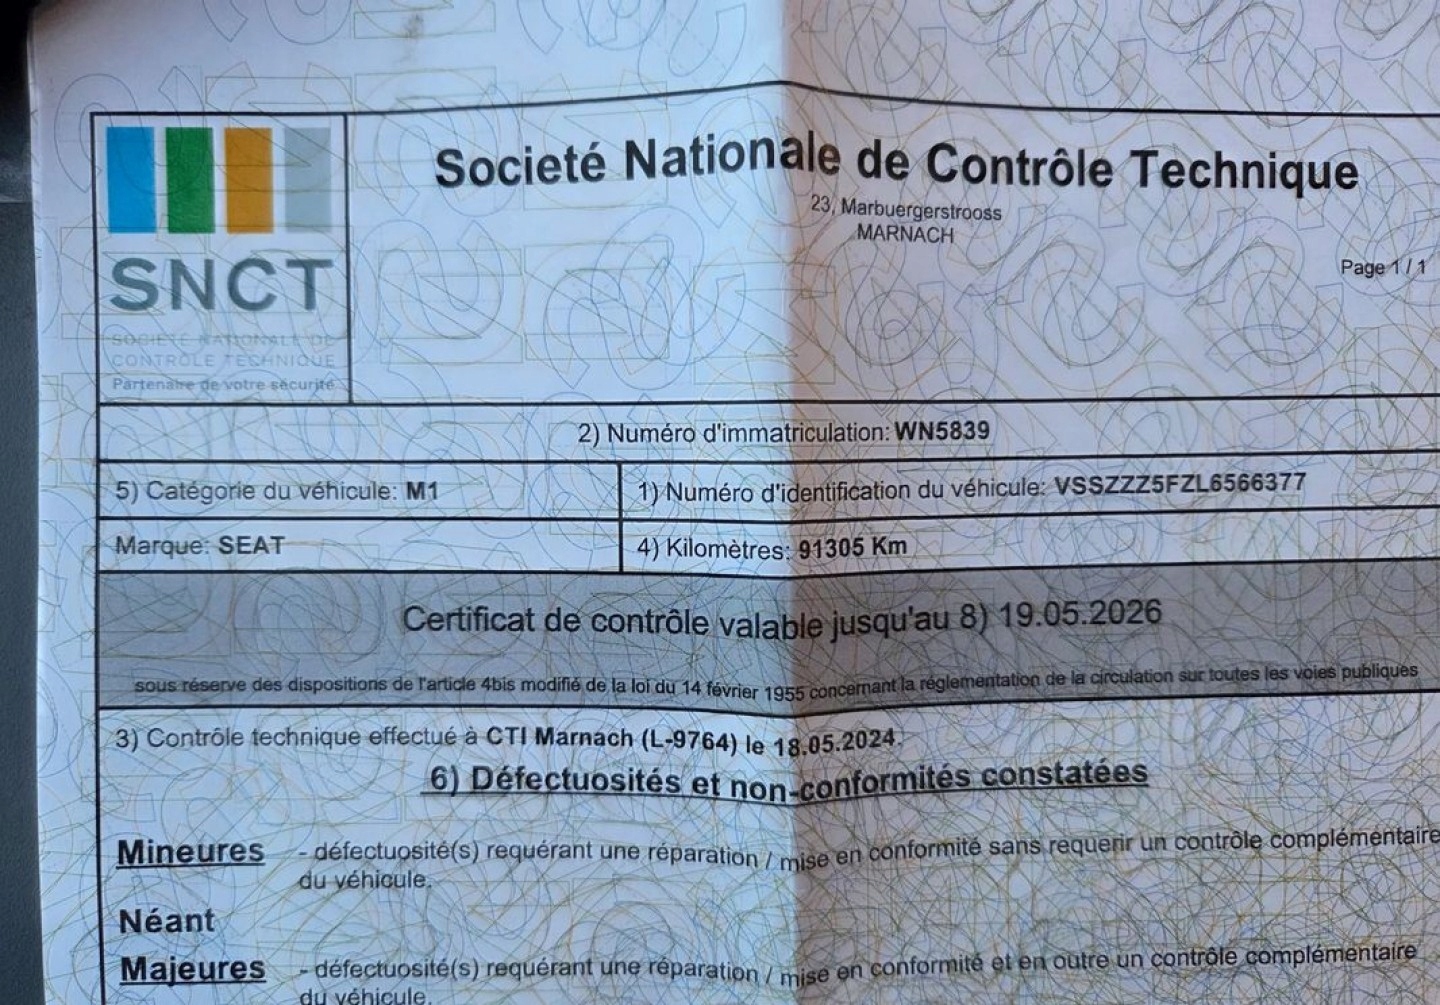 Societé Nationale de Contrôle Technique
23, Marbuergerstrooss
MARNACH
Page 1 / 1
SNCT
SOCIETE NATIONALE DE
CONTRÔLE TECHNIQUE
Partenaire de votre sécurité
2) Numéro d'immatriculation: WN5839
5) Catégorie du véhicule: M1
1) Numéro d'identification du véhicule: VSSZZZ5FZL6566377
Marque: SEAT
4) Kilomètres: 91305 Km
Certificat de contrôle valable jusqu'au 8) 19.05.2026
sous réserve des dispositions de l'article 4bis modifié de la loi du 14 février 1955 concernant la réglementation de la circulation sur toutes les voies publiques
3) Contrôle technique effectué à CTI Marnach (L-9764) le 18.05.2024.
6) Défectuosités et non-conformités constatées
Mineures - défectuosité(s) requérant une réparation / mise en conformité sans requerir un contrôle complémentaire
du véhicule.
Néant
Majeures - défectuosité(s) requérant une réparation / mise en conformité et en outre un contrôle complémentaire
du véhicule.